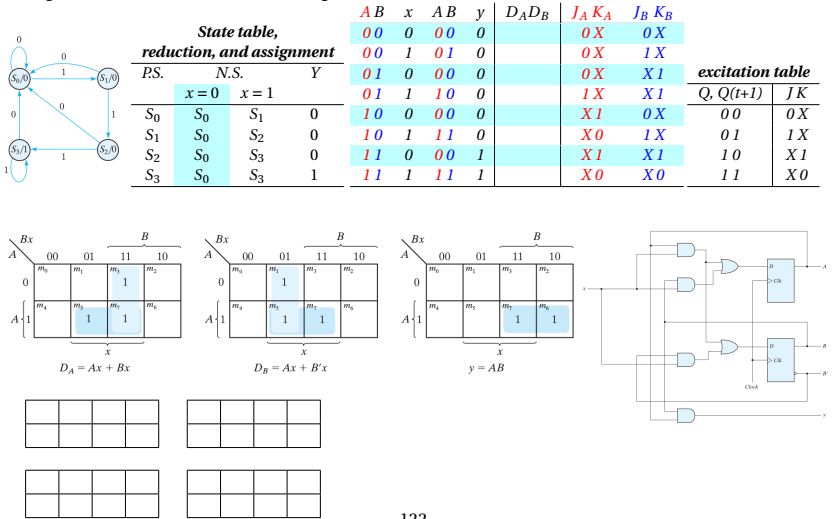 0
S₀/0
0
1
S₁/0
0
0
1
S₃/1
1
S₂/0
1
State table,
reduction, and assignment
P.S. N.S. Y
x = 0 x = 1
S₀ S₀ S₁ 0
S₁ S₀ S₂ 0
S₂ S₀ S₃ 0
S₃ S₀ S₃ 1
A B x A B y D_A D_B J_A K_A J_B K_B
0 0 0 0 0 0 0 X 0 X
0 0 1 0 1 0 0 X 1 X
0 1 0 0 0 0 0 X X 1
0 1 1 1 0 0 1 X X 1
1 0 0 0 0 0 X 1 0 X
1 0 1 1 1 0 X 0 1 X
1 1 0 0 0 1 X 1 X 1
1 1 1 1 1 1 X 0 X 0
excitation table
Q, Q(t+1) J K
0 0 0 X
0 1 1 X
1 0 X 1
1 1 X 0
Bx B
A 00 01 11 10
0 m₀ m₁ m₃ 1 m₂
A 1 m₄ m₅ 1 m₇ 1 m₆
x
D_A = Ax + Bx
Bx B
A 00 01 11 10
0 m₀ m₁ 1 m₃ m₂
A 1 m₄ m₅ 1 m₇ 1 m₆
x
D_B = Ax + B′x
Bx B
A 00 01 11 10
0 m₀ m₁ m₃ m₂
A 1 m₄ m₅ m₇ 1 m₆ 1
x
y = AB
x
D
Clk
A
D
Clk
B
B′
Clock
y